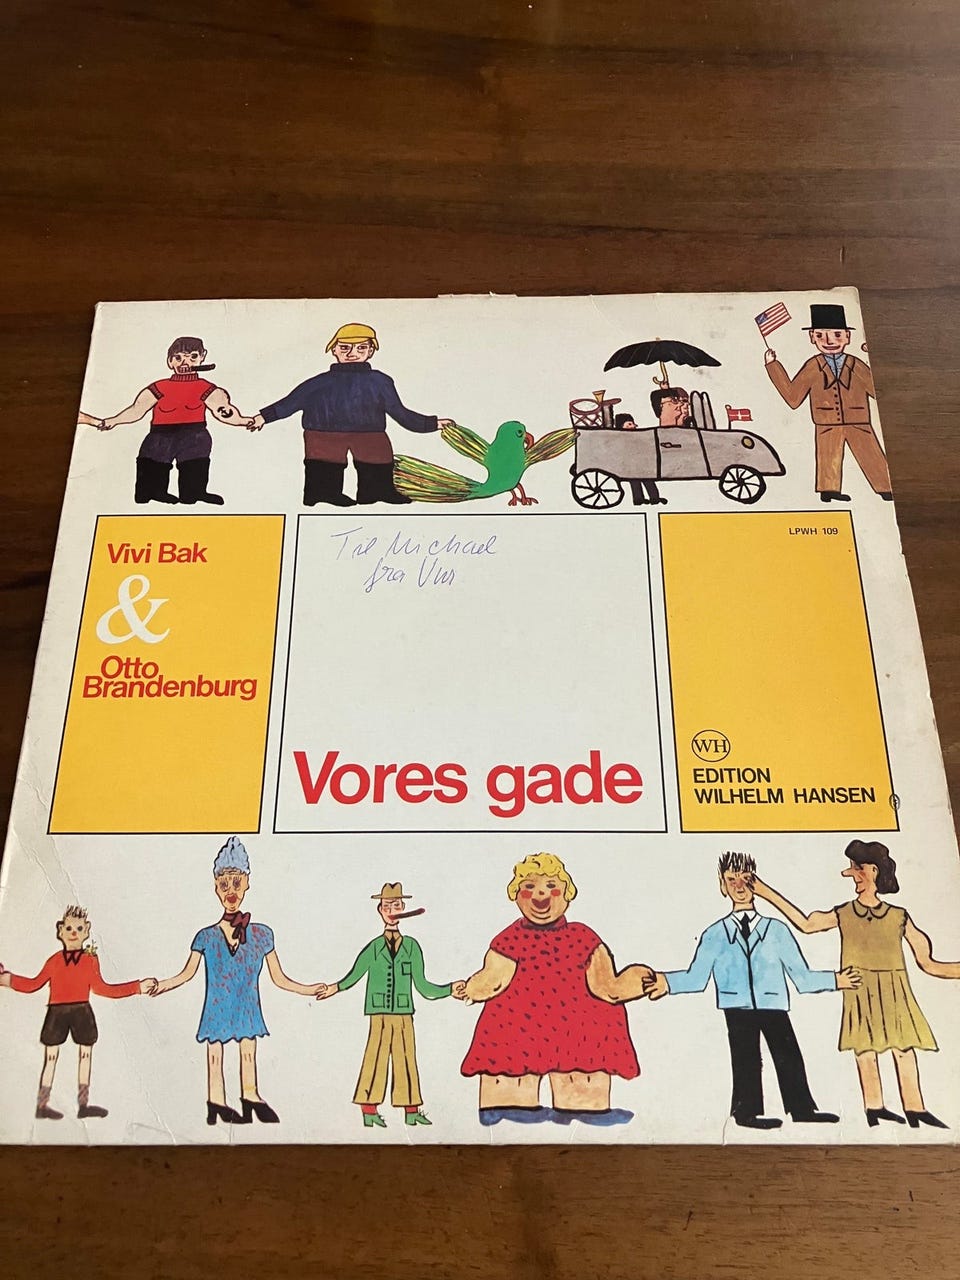 Vivi Bak
&
Otto
Brandenburg
Til Michael
fra Vivi
Vores gade
LPWH 109
WH
EDITION
WILHELM HANSEN